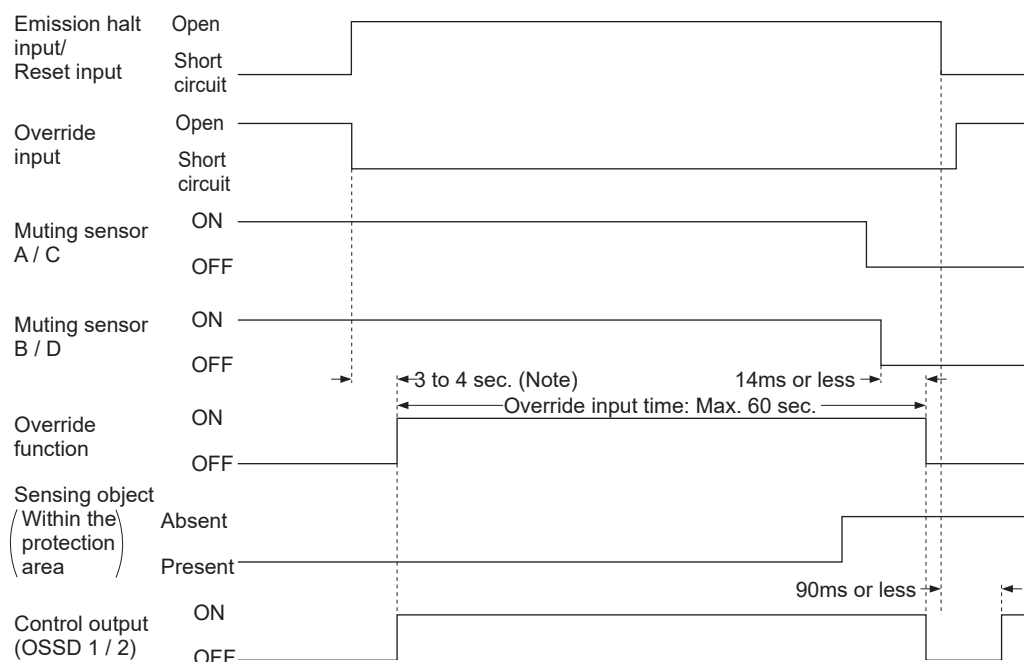 Emission halt
input/
Reset input
Open
Short
circuit
Override
input
Open
Short
circuit
Muting sensor
A / C
ON
OFF
Muting sensor
B / D
ON
OFF
3 to 4 sec. (Note)
14ms or less
Override input time: Max. 60 sec.
Override
function
ON
OFF
Sensing object
(Within the
protection
area)
Absent
Present
90ms or less
Control output
(OSSD 1 / 2)
ON
OFF